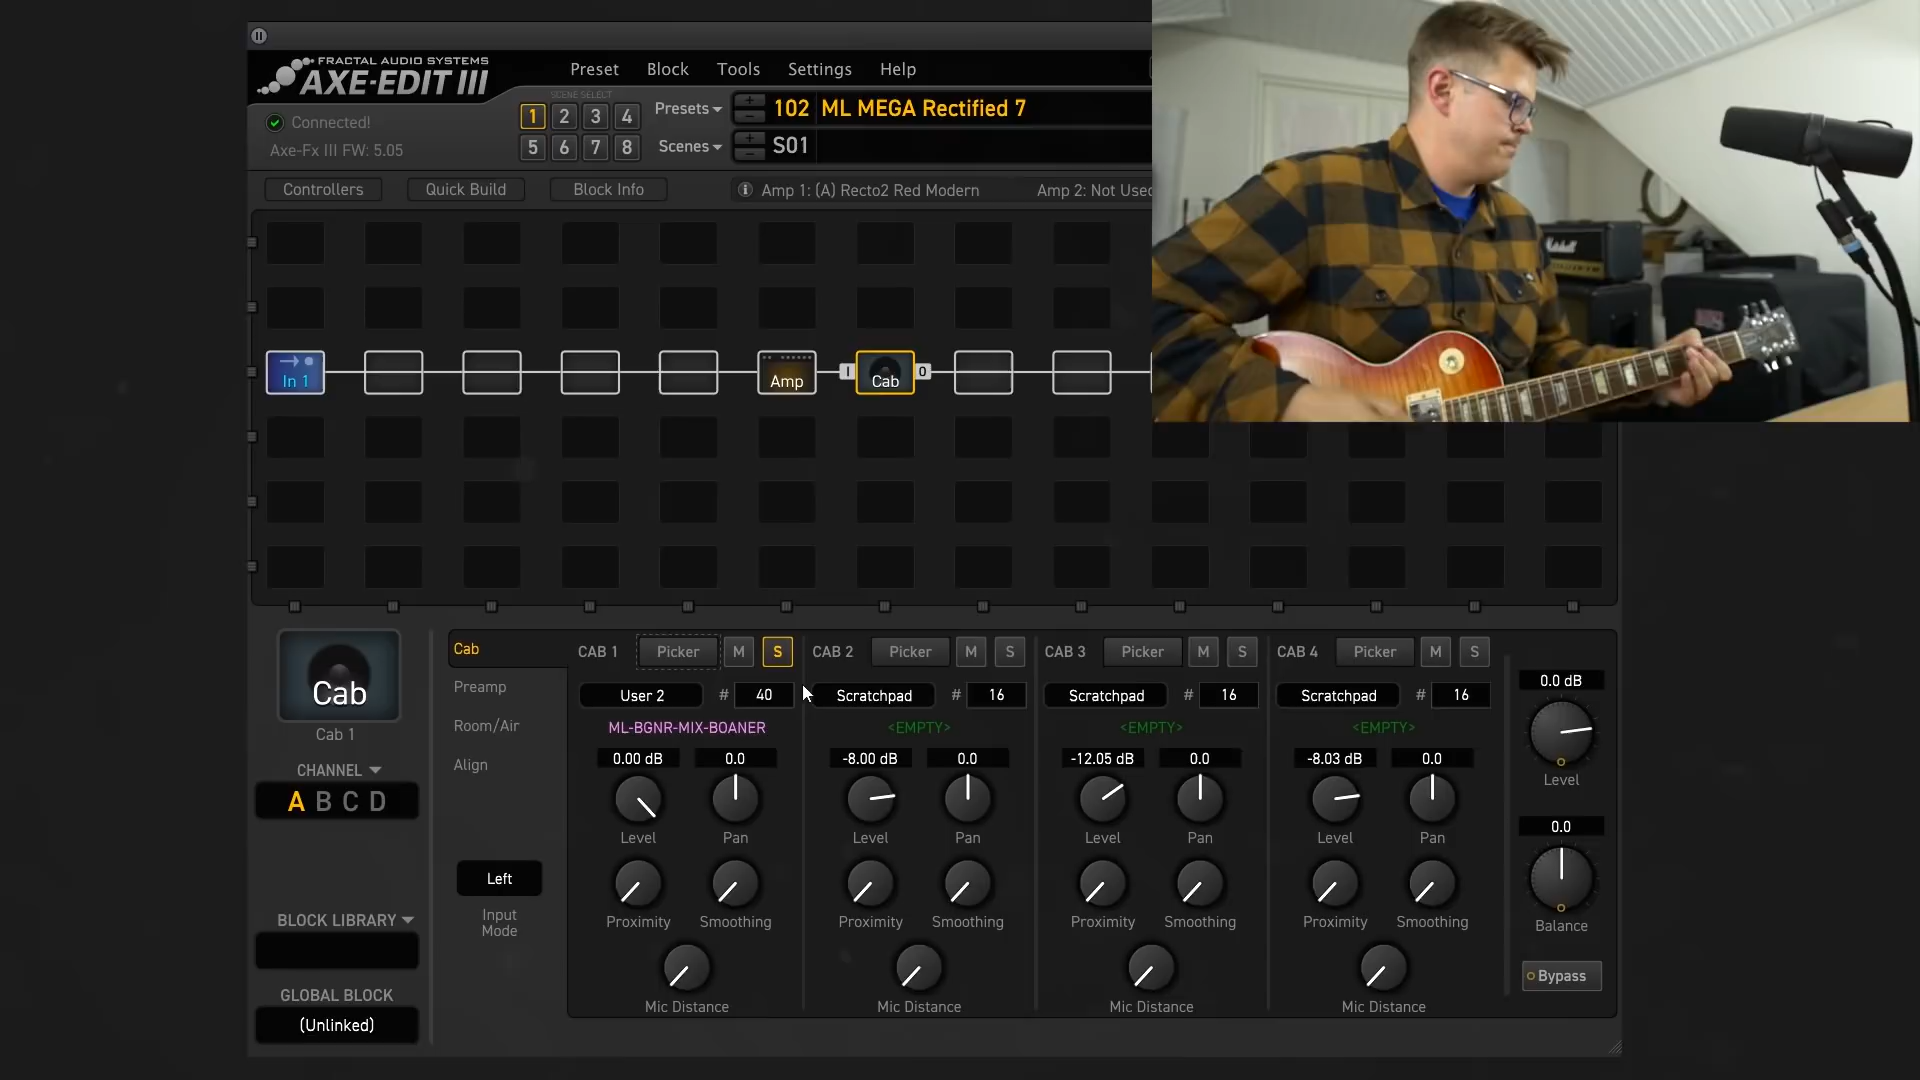 FRACTAL AUDIO SYSTEMS
AXE-EDIT III
Preset Block Tools Settings Help
SCENE SELECT
1 2 3 4
5 6 7 8
Presets
102 ML MEGA Rectified 7
Connected!
Axe-Fx III FW: 5.05
Scenes
S01
Controllers Quick Build Block Info
Amp 1: (A) Recto2 Red Modern Amp 2: Not Used
Marshall
In 1 Amp I Cab O
Cab
Cab 1
CHANNEL
A B C D
BLOCK LIBRARY
GLOBAL BLOCK
(Unlinked)
Cab
Preamp
Room/Air
Align
Left
Input
Mode
CAB 1 Picker M S
User 2 # 40
ML-BGNR-MIX-BOANER
0.00 dB 0.0
Level Pan
Proximity Smoothing
Mic Distance
CAB 2 Picker M S
Scratchpad # 16
<EMPTY>
-8.00 dB 0.0
Level Pan
Proximity Smoothing
Mic Distance
CAB 3 Picker M S
Scratchpad # 16
<EMPTY>
-12.05 dB 0.0
Level Pan
Proximity Smoothing
Mic Distance
CAB 4 Picker M S
Scratchpad # 16
<EMPTY>
-8.03 dB 0.0
Level Pan
Proximity Smoothing
Mic Distance
0.0 dB
Level
0.0
Balance
Bypass